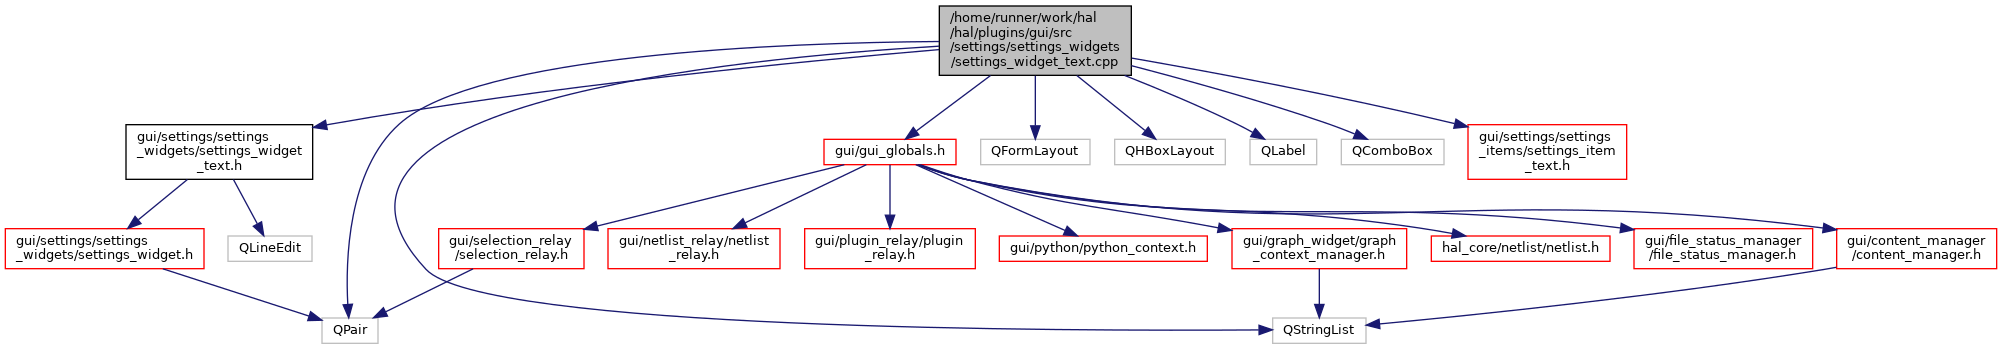 /home/runner/work/hal
/hal/plugins/gui/src
/settings/settings_widgets
/settings_widget_text.cpp
gui/settings/settings
_widgets/settings_widget
_text.h
gui/gui_globals.h
QFormLayout
QHBoxLayout
QLabel
QComboBox
gui/settings/settings
_items/settings_item
_text.h
gui/settings/settings
_widgets/settings_widget.h
QLineEdit
gui/selection_relay
/selection_relay.h
gui/netlist_relay/netlist
_relay.h
gui/plugin_relay/plugin
_relay.h
gui/python/python_context.h
gui/graph_widget/graph
_context_manager.h
hal_core/netlist/netlist.h
gui/file_status_manager
/file_status_manager.h
gui/content_manager
/content_manager.h
QPair
QStringList